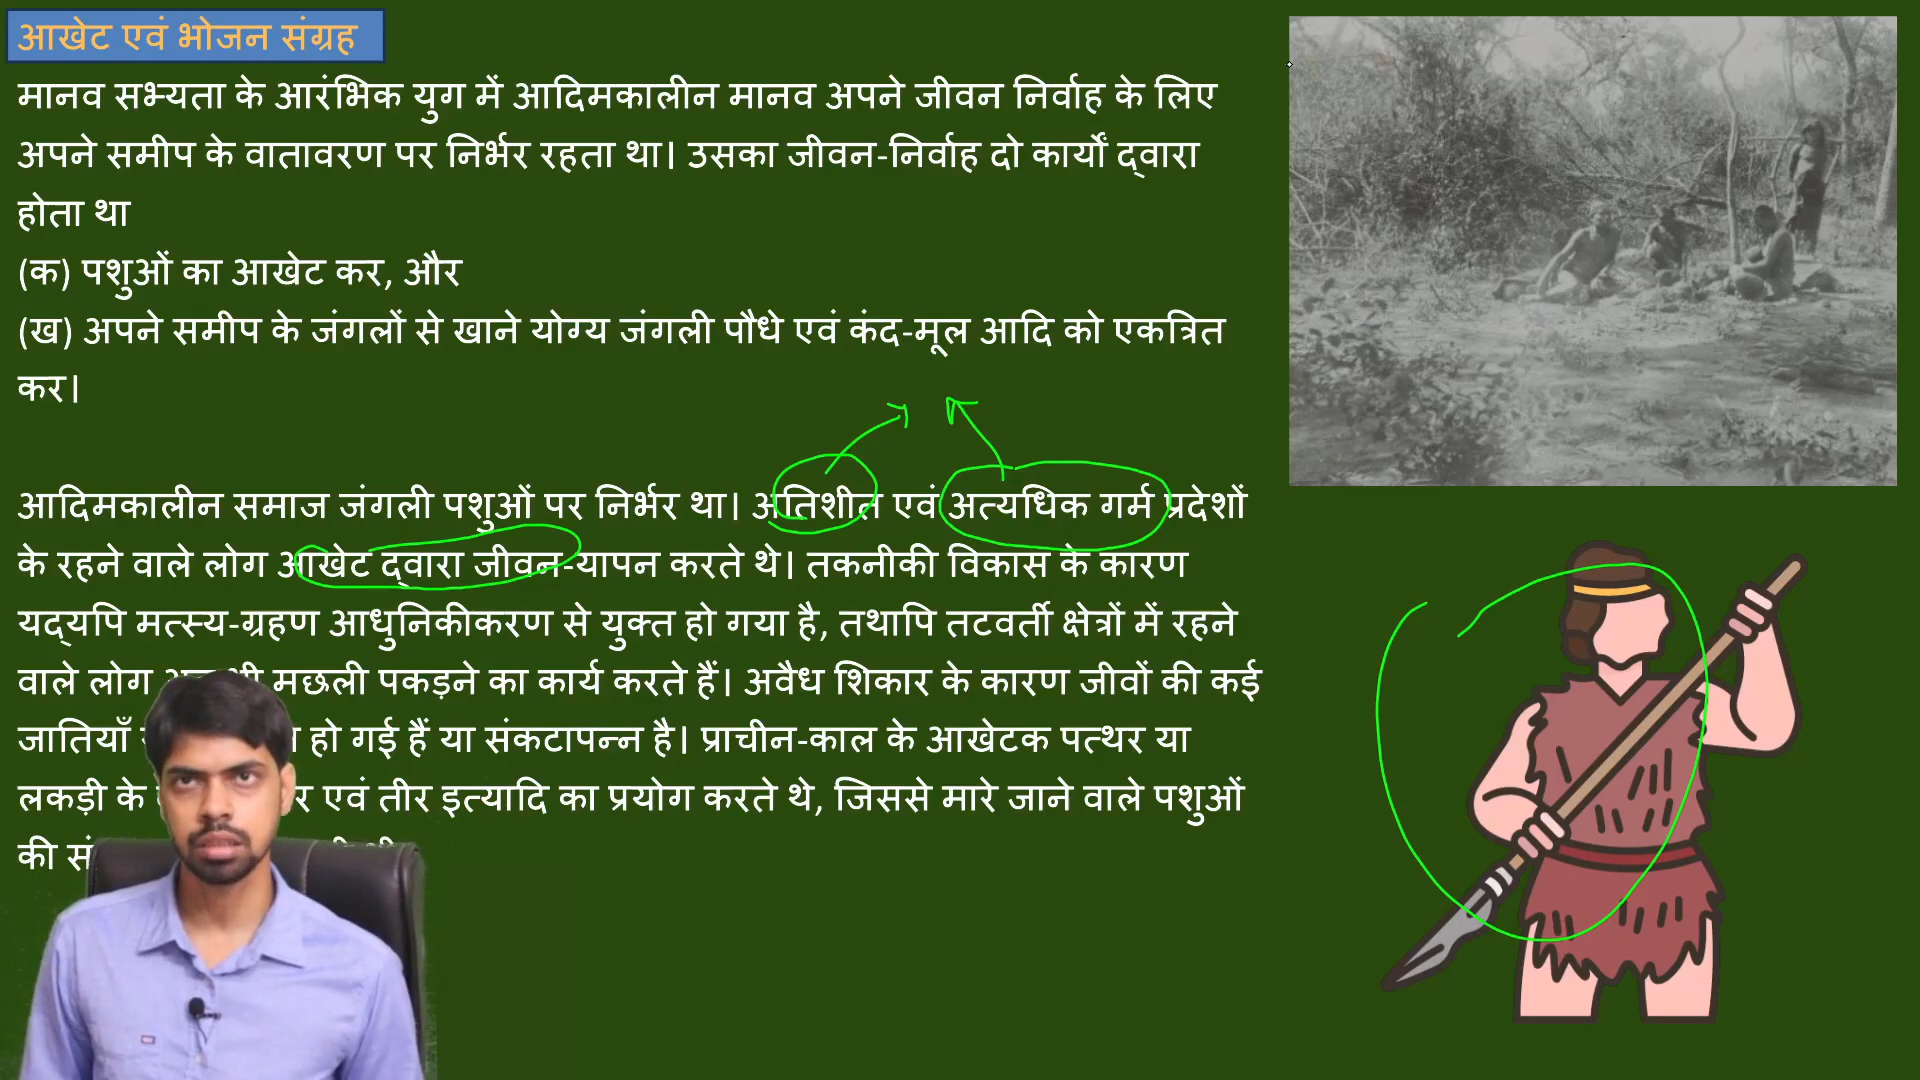 आखेट एवं भोजन संग्रह
मानव सभ्यता के आरंभिक युग में आदिमकालीन मानव अपने जीवन निर्वाह के लिए
अपने समीप के वातावरण पर निर्भर रहता था। उसका जीवन-निर्वाह दो कार्यों द्वारा
होता था
(क) पशुओं का आखेट कर, और
(ख) अपने समीप के जंगलों से खाने योग्य जंगली पौधे एवं कंद-मूल आदि को एकत्रित
कर।
आदिमकालीन समाज जंगली पशुओं पर निर्भर था। अतिशीत एवं अत्यधिक गर्म प्रदेशों
के रहने वाले लोग आखेट द्वारा जीवन-यापन करते थे। तकनीकी विकास के कारण
यद्यपि मत्स्य-ग्रहण आधुनिकीकरण से युक्त हो गया है, तथापि तटवर्ती क्षेत्रों में रहने
वाले लोग मछली पकड़ने का कार्य करते हैं। अवैध शिकार के कारण जीवों की कई
जातियाँ हो गई हैं या संकटापन्न है। प्राचीन-काल के आखेटक पत्थर या
लकड़ी के एवं तीर इत्यादि का प्रयोग करते थे, जिससे मारे जाने वाले पशुओं
की